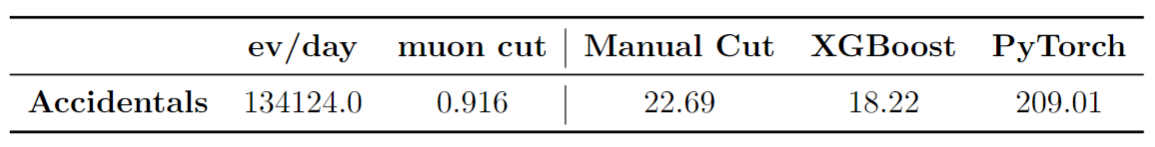 ev/day muon cut Manual Cut XGBoost PyTorch
Accidentals 134124.0 0.916 22.69 18.22 209.01